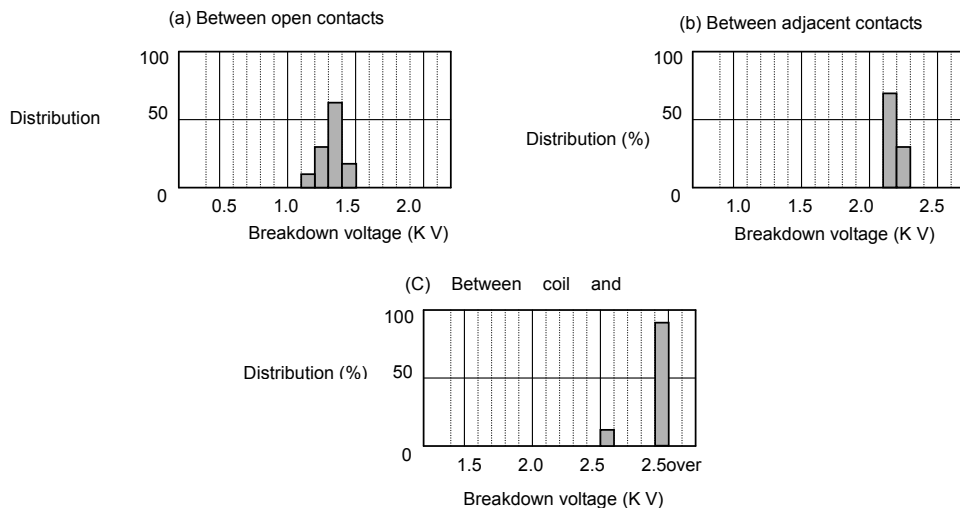 (a) Between open contacts
100
Distribution
50
0
0.5 1.0 1.5 2.0
Breakdown voltage (K V)
(b) Between adjacent contacts
100
50
Distribution (%)
0
1.0 1.5 2.0 2.5
Breakdown voltage (K V)
(C) Between coil and
100
Distribution (%)
50
0
1.5 2.0 2.5 2.5over
Breakdown voltage (K V)